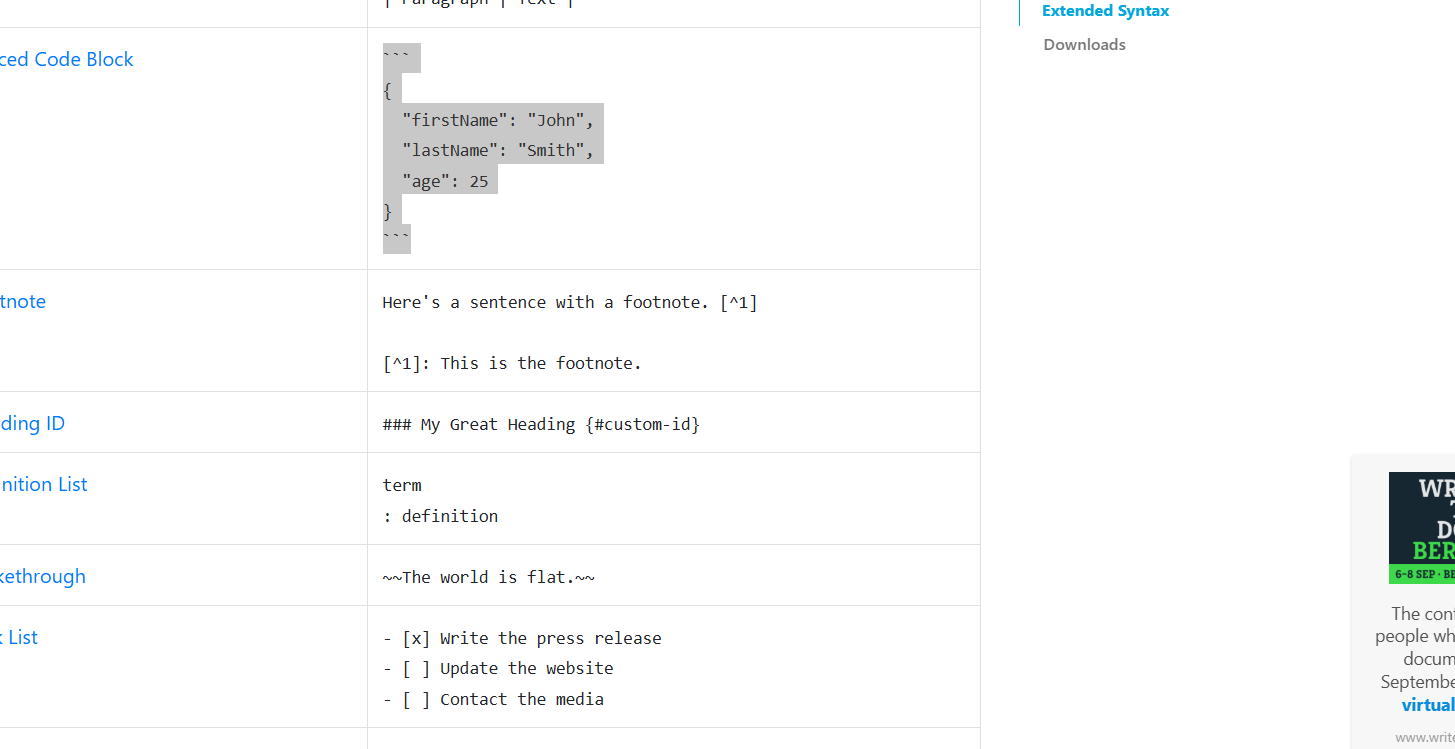 | Paragraph | Text |
Extended Syntax
Downloads
ced Code Block
```
{
  "firstName": "John",
  "lastName": "Smith",
  "age": 25
}
```
tnote
Here's a sentence with a footnote. [^1]
[^1]: This is the footnote.
ding ID
### My Great Heading {#custom-id}
nition List
term
: definition
kethrough
~~The world is flat.~~
List
- [x] Write the press release
- [ ] Update the website
- [ ] Contact the media
WR
D
BER
6-8 SEP · BE
The con
people wh
docum
Septembe
virtual
www.write